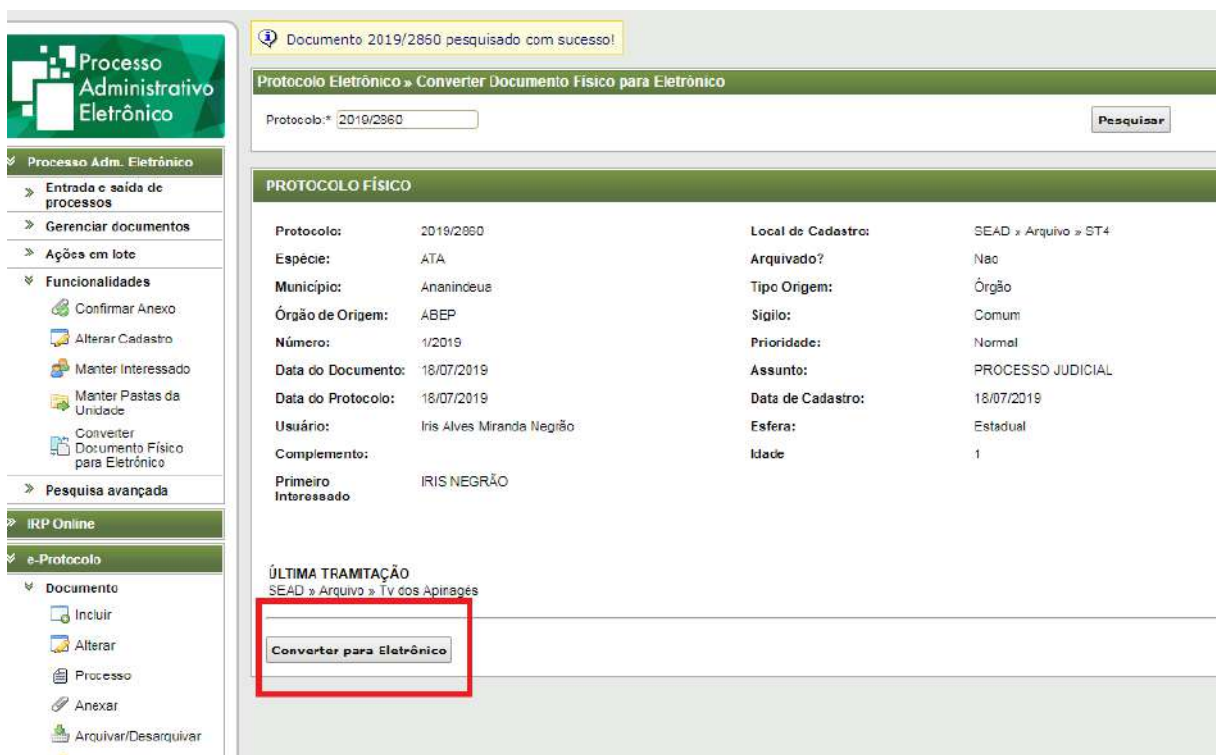 Documento 2019/2860 pesquisado com sucesso!
Processo
Administrativo
Eletrônico
Protocolo Eletrônico » Converter Documento Físico para Eletrônico
Protocolo:* 2019/2860
Pesquisar
Processo Adm. Eletrônico
Entrada e saída de
processos
Gerenciar documentos
Ações em lote
Funcionalidades
Confirmar Anexo
Alterar Cadastro
Manter Interessado
Manter Pastas da
Unidade
Converter
Documento Físico
para Eletrônico
Pesquisa avançada
IRP Online
e-Protocolo
Documento
Incluir
Alterar
Processo
Anexar
Arquivar/Desarquivar
PROTOCOLO FÍSICO
Protocolo: 2019/2860 Local de Cadastro: SEAD » Arquivo » ST4
Espécie: ATA Arquivado? Nao
Município: Ananindeua Tipo Origem: Órgão
Órgão de Origem: ABEP Sigilo: Comum
Número: 1/2019 Prioridade: Normal
Data do Documento: 18/07/2019 Assunto: PROCESSO JUDICIAL
Data do Protocolo: 18/07/2019 Data de Cadastro: 18/07/2019
Usuário: Iris Alves Miranda Negrão Esfera: Estadual
Complemento: Idade 1
Primeiro
Interessado IRIS NEGRÃO
ÚLTIMA TRAMITAÇÃO
SEAD » Arquivo » Tv dos Apinagés
Converter para Eletrônico